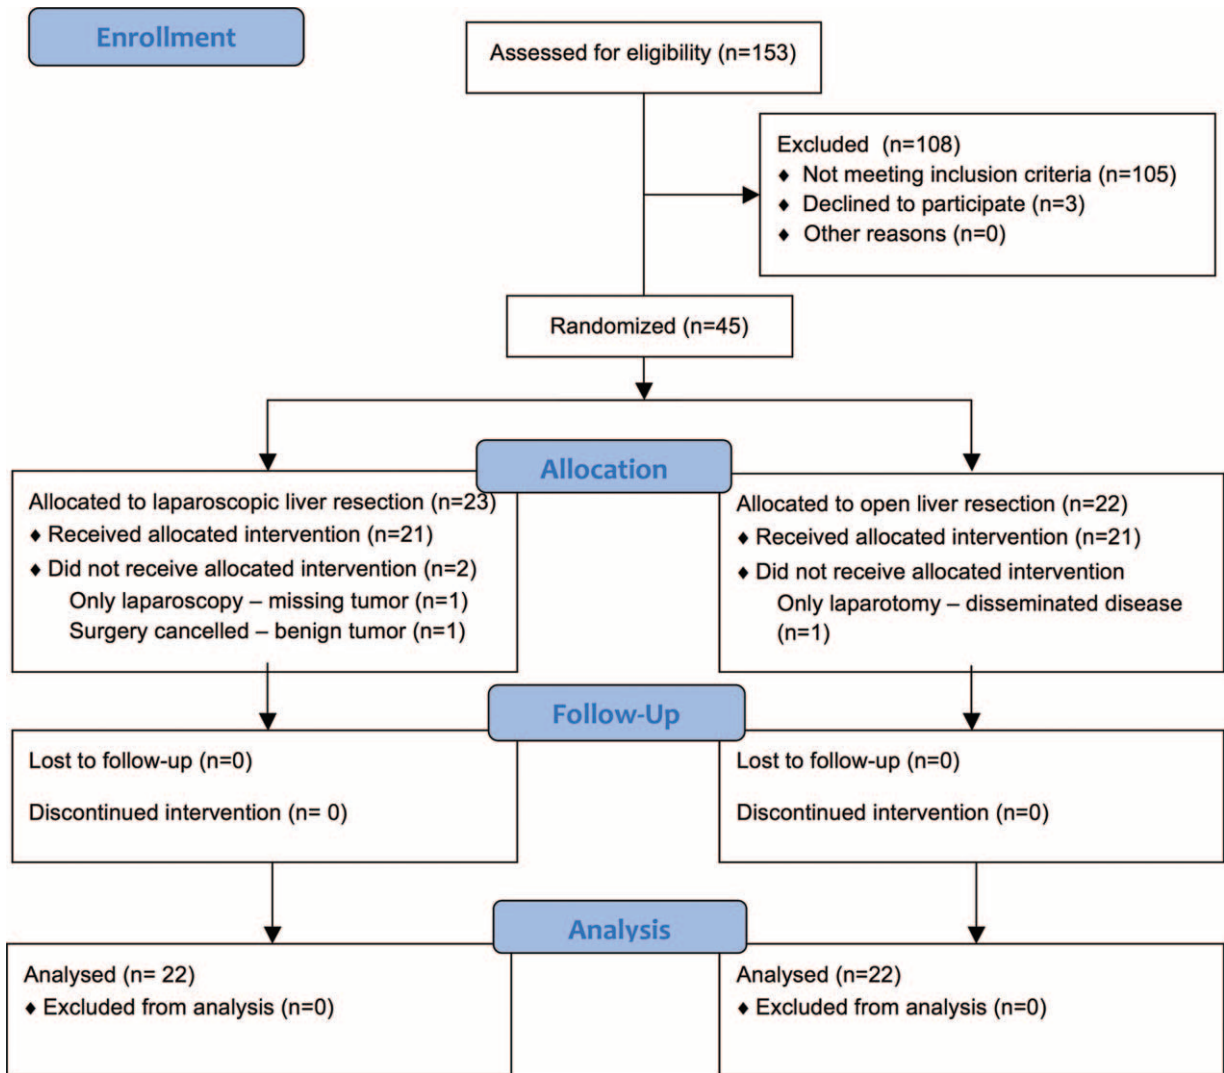 Enrollment
Assessed for eligibility (n=153)
Excluded (n=108)
♦ Not meeting inclusion criteria (n=105)
♦ Declined to participate (n=3)
♦ Other reasons (n=0)
Randomized (n=45)
Allocation
Allocated to laparoscopic liver resection (n=23)
♦ Received allocated intervention (n=21)
♦ Did not receive allocated intervention (n=2)
Only laparoscopy – missing tumor (n=1)
Surgery cancelled – benign tumor (n=1)
Allocated to open liver resection (n=22)
♦ Received allocated intervention (n=21)
♦ Did not receive allocated intervention
Only laparotomy – disseminated disease
(n=1)
Follow-Up
Lost to follow-up (n=0)
Discontinued intervention (n= 0)
Lost to follow-up (n=0)
Discontinued intervention (n=0)
Analysis
Analysed (n= 22)
♦ Excluded from analysis (n=0)
Analysed (n=22)
♦ Excluded from analysis (n=0)